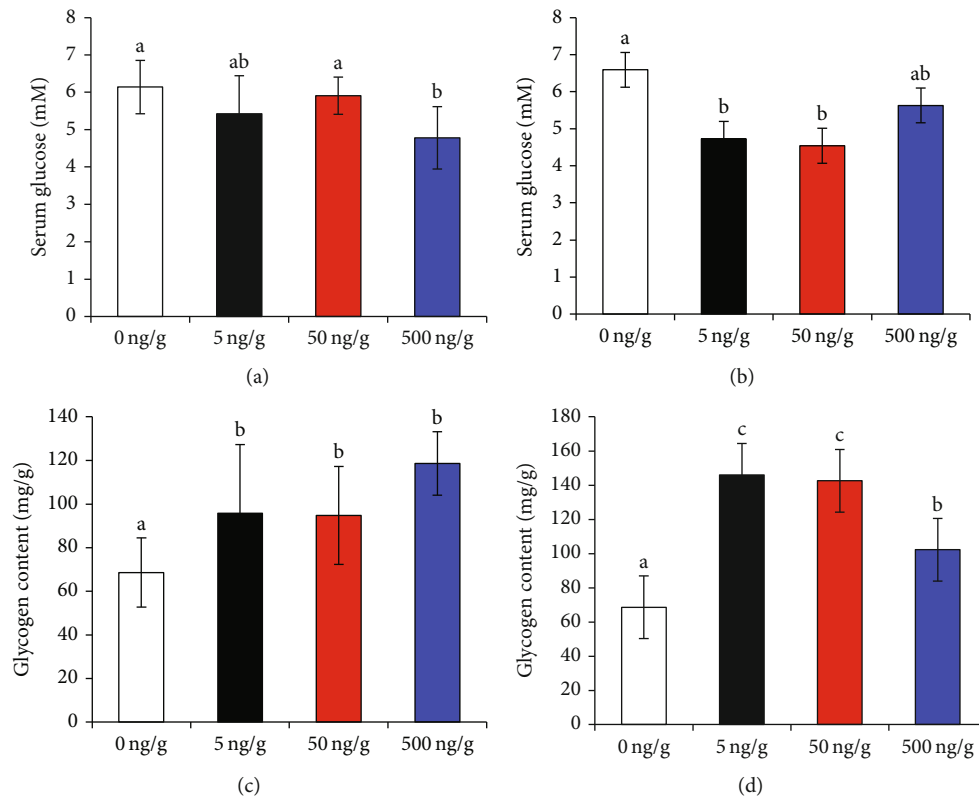 Serum glucose (mM)
8
7
6
5
4
3
2
1
0
a
ab
a
b
0 ng/g
5 ng/g
50 ng/g
500 ng/g
(a)
Serum glucose (mM)
8
7
6
5
4
3
2
1
0
a
b
b
ab
0 ng/g
5 ng/g
50 ng/g
500 ng/g
(b)
Glycogen content (mg/g)
140
120
100
80
60
40
20
0
a
b
b
b
0 ng/g
5 ng/g
50 ng/g
500 ng/g
(c)
Glycogen content (mg/g)
180
160
140
120
100
80
60
40
20
0
a
c
c
b
0 ng/g
5 ng/g
50 ng/g
500 ng/g
(d)